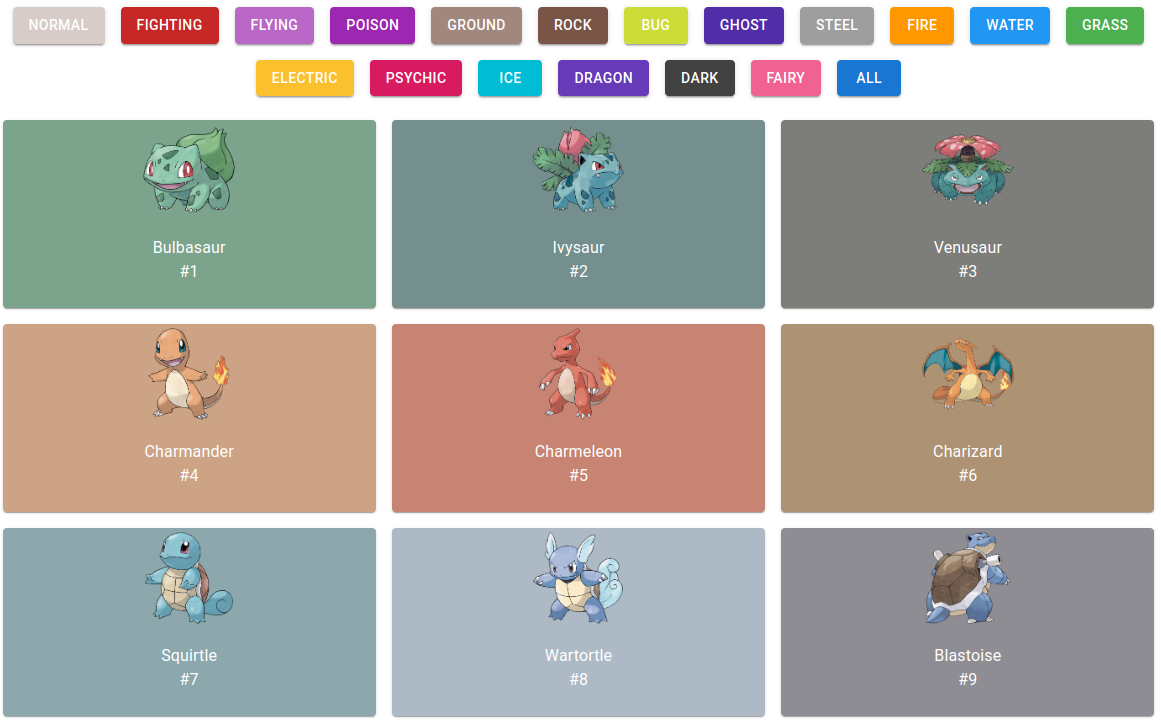 NORMAL FIGHTING FLYING POISON GROUND ROCK BUG GHOST STEEL FIRE WATER GRASS
ELECTRIC PSYCHIC ICE DRAGON DARK FAIRY ALL
Bulbasaur
#1
Ivysaur
#2
Venusaur
#3
Charmander
#4
Charmeleon
#5
Charizard
#6
Squirtle
#7
Wartortle
#8
Blastoise
#9